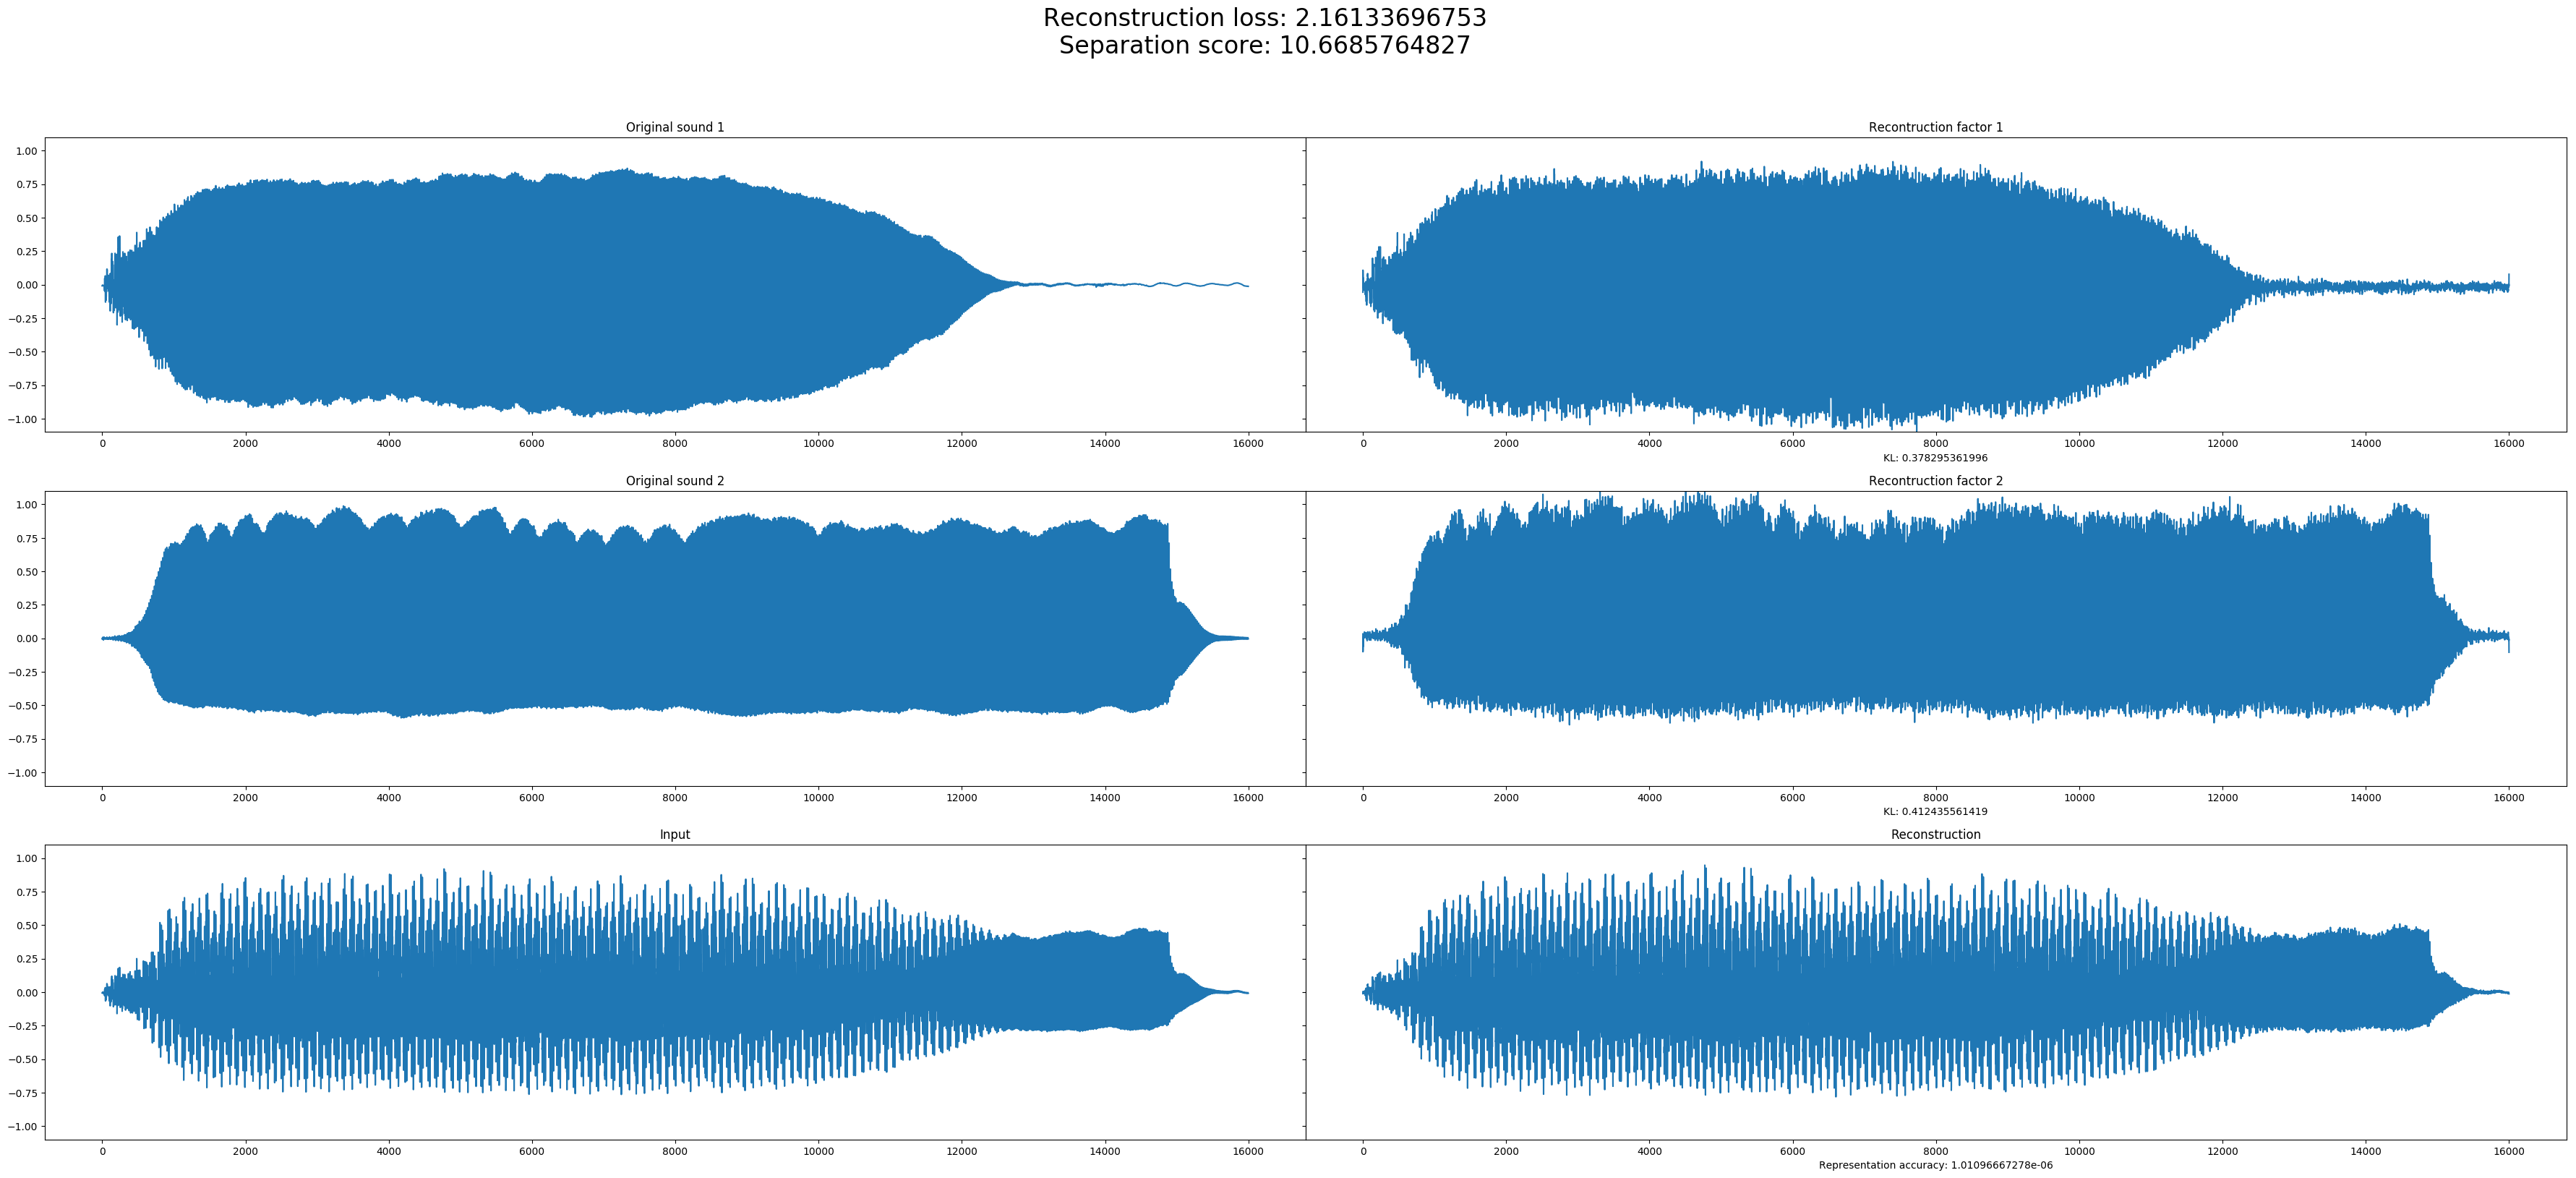 Reconstruction loss: 2.16133696753
Separation score: 10.6685764827
Original sound 1
Recontruction factor 1
1.00
0.75
0.50
0.25
0.00
−0.25
−0.50
−0.75
−1.00
0 2000 4000 6000 8000 10000 12000 14000 16000
0 2000 4000 6000 8000 10000 12000 14000 16000
KL: 0.378295361996
Original sound 2
Recontruction factor 2
1.00
0.75
0.50
0.25
0.00
−0.25
−0.50
−0.75
−1.00
0 2000 4000 6000 8000 10000 12000 14000 16000
0 2000 4000 6000 8000 10000 12000 14000 16000
KL: 0.412435561419
Input
Reconstruction
1.00
0.75
0.50
0.25
0.00
−0.25
−0.50
−0.75
−1.00
0 2000 4000 6000 8000 10000 12000 14000 16000
0 2000 4000 6000 8000 10000 12000 14000 16000
Representation accuracy: 1.01096667278e-06